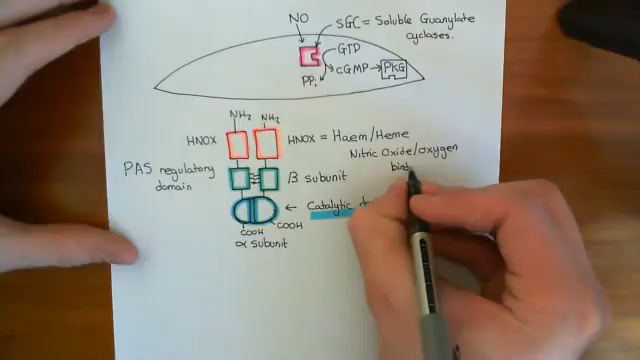 NO
sGC = Soluble Guanylate
cyclases.
GTP
cGMP → PKG
PPi
NH2 NH2
HNOX HNOX = Haem/Heme
Nitric Oxide/oxygen
bind
PAS regulatory
domain
β subunit
← Catalytic d
COOH
COOH
α subunit